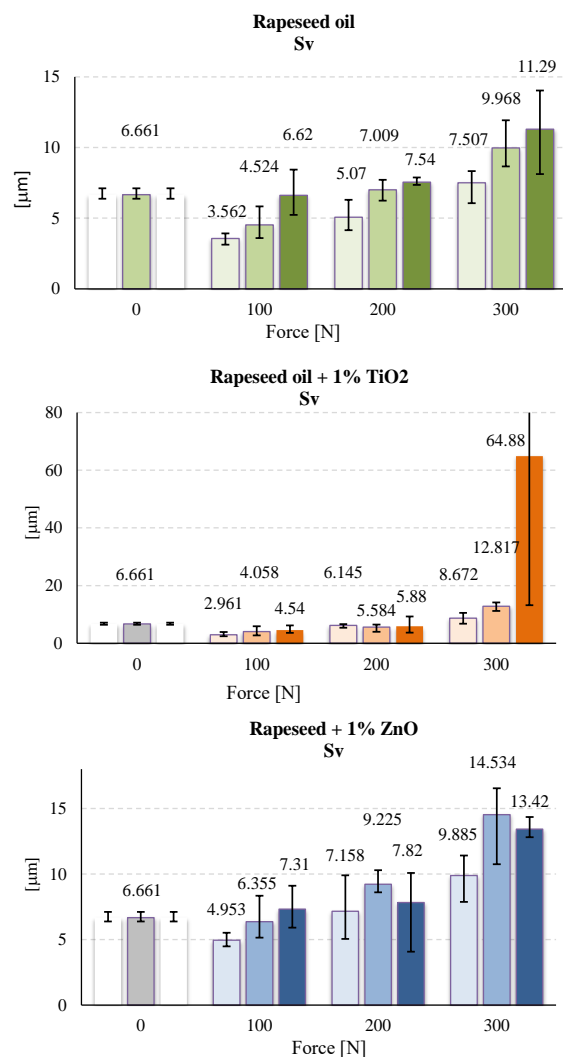 Rapeseed oil
Sv
15
10
5
0
[µm]
6.661
3.562
4.524
6.62
5.07
7.009
7.54
7.507
9.968
11.29
0 100 200 300
Force [N]
Rapeseed oil + 1% TiO2
Sv
80
60
40
20
0
[µm]
6.661
2.961
4.058
4.54
6.145
5.584
5.88
8.672
12.817
64.88
0 100 200 300
Force [N]
Rapeseed + 1% ZnO
Sv
15
10
5
0
[µm]
6.661
4.953
6.355
7.31
7.158
9.225
7.82
9.885
14.534
13.42
0 100 200 300
Force [N]